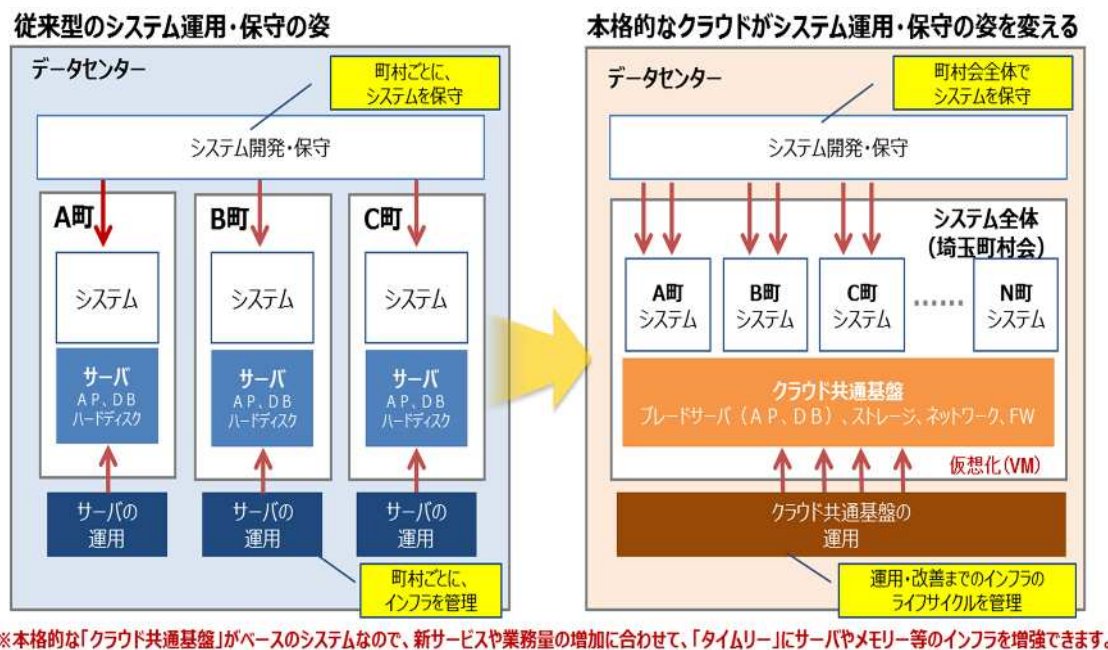 従来型のシステム運用・保守の姿
データセンター
町村ごとに、
システムを保守
システム開発・保守
A町
B町
C町
システム
システム
システム
サーバ
AP、DB
ハードディスク
サーバ
AP、DB
ハードディスク
サーバ
AP、DB
ハードディスク
サーバの
運用
サーバの
運用
サーバの
運用
町村ごとに、
インフラを管理
本格的なクラウドがシステム運用・保守の姿を変える
データセンター
町村会全体で
システムを保守
システム開発・保守
システム全体
(埼玉町村会)
A町
システム
B町
システム
C町
システム
……
N町
システム
クラウド共通基盤
ブレードサーバ(AP、DB)、ストレージ、ネットワーク、FW
仮想化(VM)
クラウド共通基盤の
運用
運用・改善までのインフラの
ライフサイクルを管理
※本格的な「クラウド共通基盤」がベースのシステムなので、新サービスや業務量の増加に合わせて、「タイムリー」にサーバやメモリー等のインフラを増強できます。